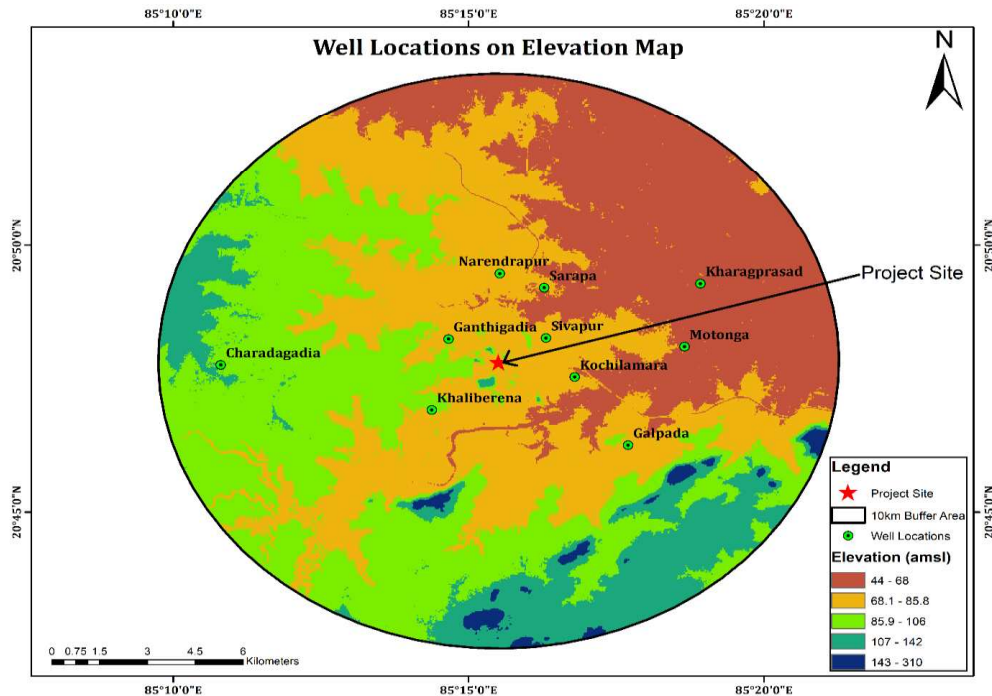 85°10'0"E 85°15'0"E 85°20'0"E
Well Locations on Elevation Map
N
20°50'0"N 20°50'0"N
Narendrapur
Sarapa
Kharagprasad
Project Site
Ganthigadia
Sivapur
Motonga
Charadagadia
Kochilamara
Khaliberena
Galpada
20°45'0"N 20°45'0"N
Legend
Project Site
10km Buffer Area
Well Locations
Elevation (amsl)
44 - 68
68.1 - 85.8
85.9 - 106
107 - 142
143 - 310
0 0.75 1.5 3 4.5 6
Kilometers
85°10'0"E 85°15'0"E 85°20'0"E